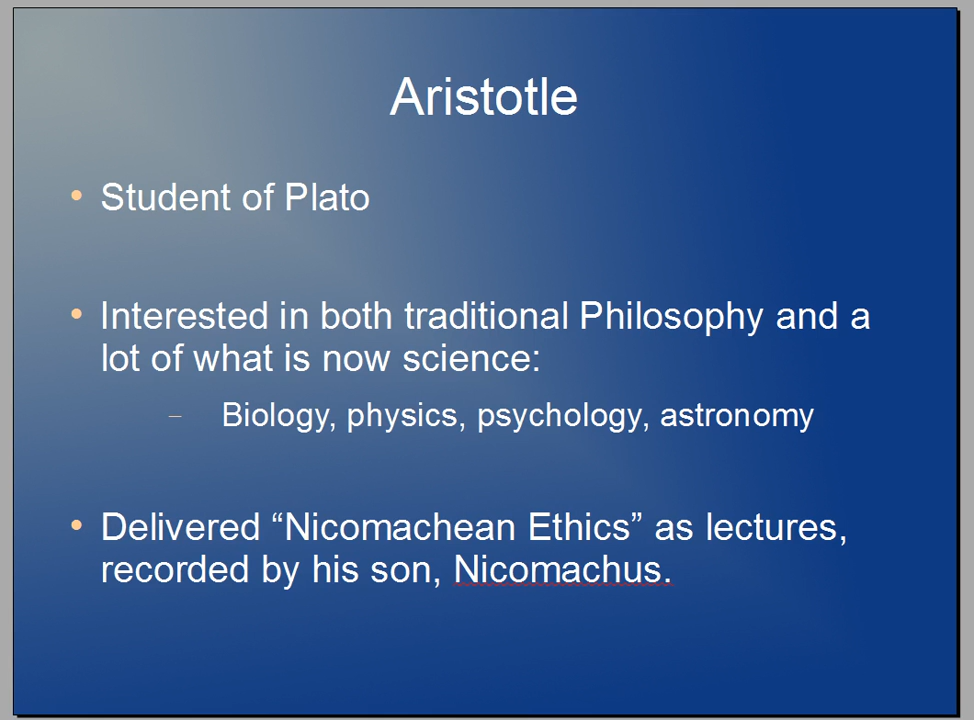 Aristotle
• Student of Plato
• Interested in both traditional Philosophy and a
lot of what is now science:
– Biology, physics, psychology, astronomy
• Delivered “Nicomachean Ethics” as lectures,
recorded by his son, Nicomachus.